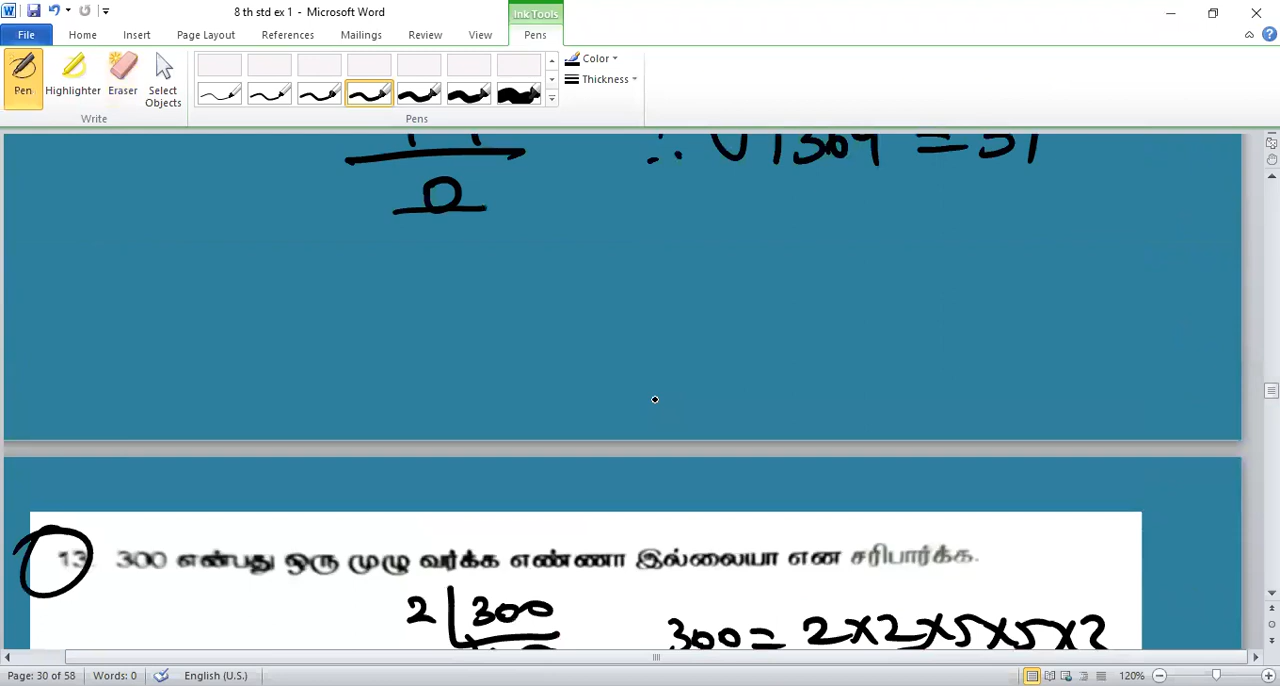 8 th std ex 1 - Microsoft Word
Ink Tools
File Home Insert Page Layout References Mailings Review View Pens
Pen Highlighter Eraser Select Objects
Color
Thickness
Write
Pens
0
13 300 என்பது ஒரு முழு வர்க்க எண்ணா இல்லையா என சரிபார்க்க.
2 300
300 = 2×2×5×5×3
Page: 30 of 58 Words: 0 English (U.S.) 120%